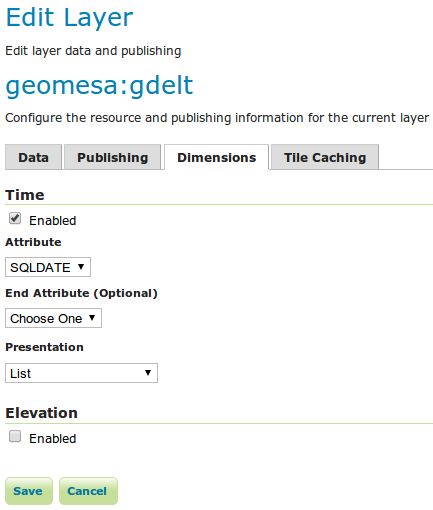 Edit Layer
Edit layer data and publishing
geomesa:gdelt
Configure the resource and publishing information for the current layer
Data Publishing Dimensions Tile Caching
Time
Enabled
Attribute
SQLDATE
End Attribute (Optional)
Choose One
Presentation
List
Elevation
Enabled
Save Cancel